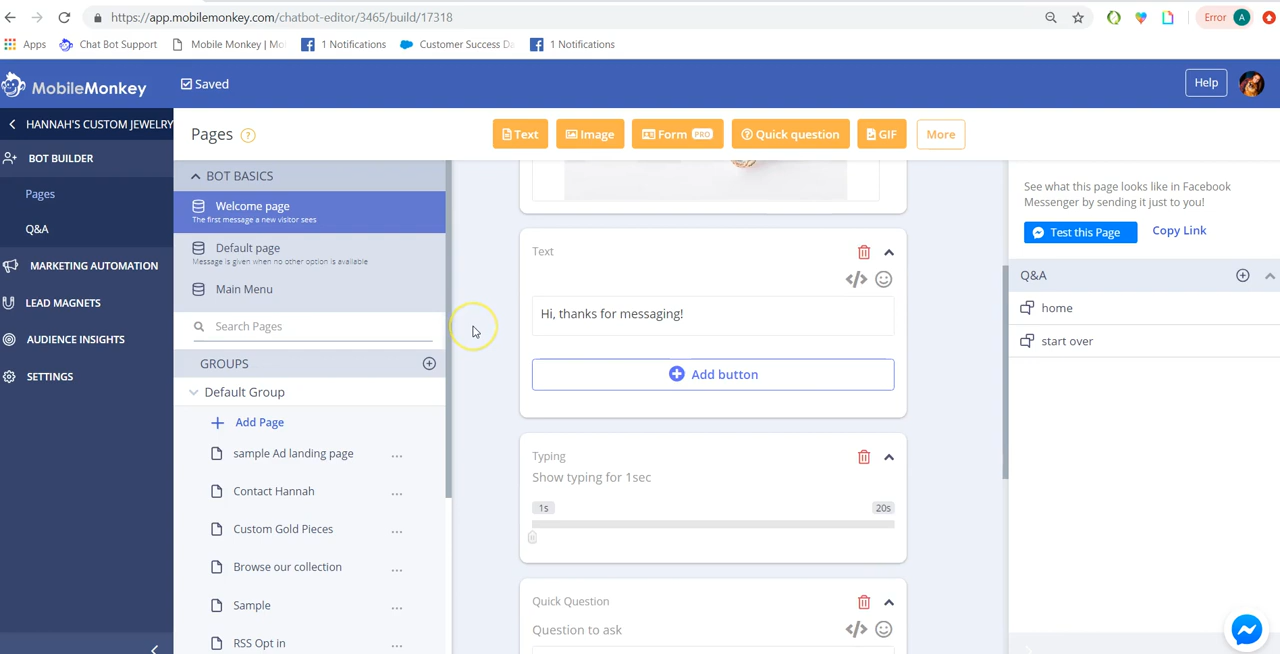 https://app.mobilemonkey.com/chatbot-editor/3465/build/17318
Error
A
Apps
Chat Bot Support
Mobile Monkey | Mo
1 Notifications
Customer Success Da
1 Notifications
MobileMonkey
Saved
Help
HANNAH'S CUSTOM JEWELRY
BOT BUILDER
Pages
Q&A
MARKETING AUTOMATION
LEAD MAGNETS
AUDIENCE INSIGHTS
SETTINGS
Pages ?
Text
Image
Form PRO
Quick question
GIF
More
BOT BASICS
Welcome page
The first message a new visitor sees
Default page
Message is given when no other option is available
Main Menu
Search Pages
GROUPS
Default Group
Add Page
sample Ad landing page
...
Contact Hannah
...
Custom Gold Pieces
...
Browse our collection
...
Sample
...
RSS Opt in
...
Text
Hi, thanks for messaging!
Add button
Typing
Show typing for 1sec
1s
20s
Quick Question
Question to ask
See what this page looks like in Facebook
Messenger by sending it just to you!
Test this Page
Copy Link
Q&A
home
start over